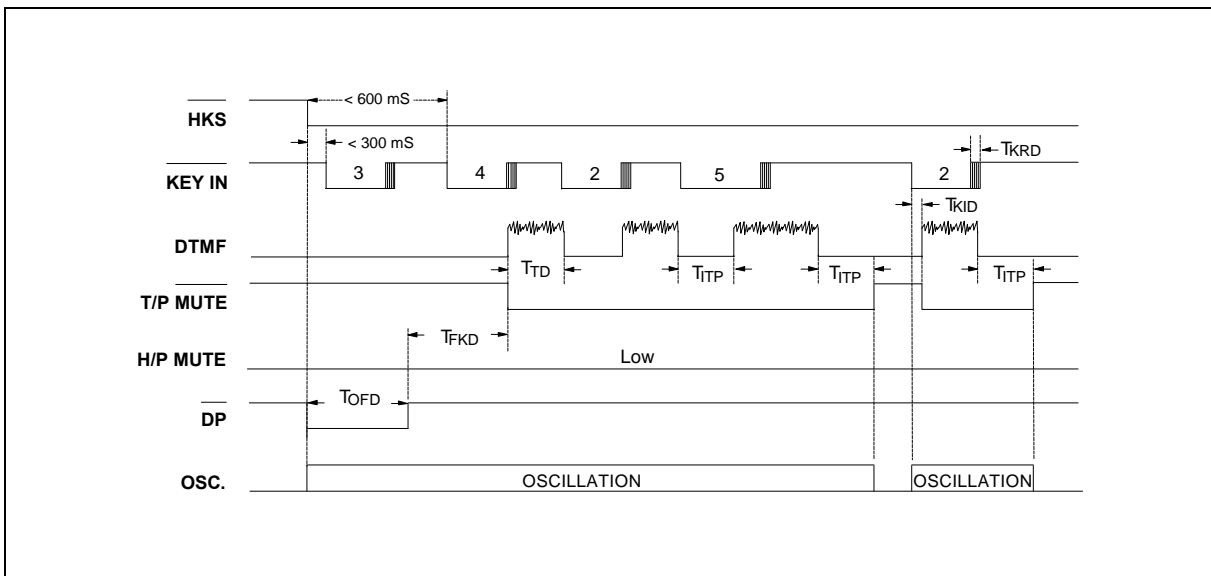 < 600 mS
HKS
< 300 mS
TKRD
KEY IN
3 4 2 5 2
TKID
DTMF
TTD TITP TITP TITP
T/P MUTE
TFKD
H/P MUTE
Low
TOFD
DP
OSC.
OSCILLATION OSCILLATION